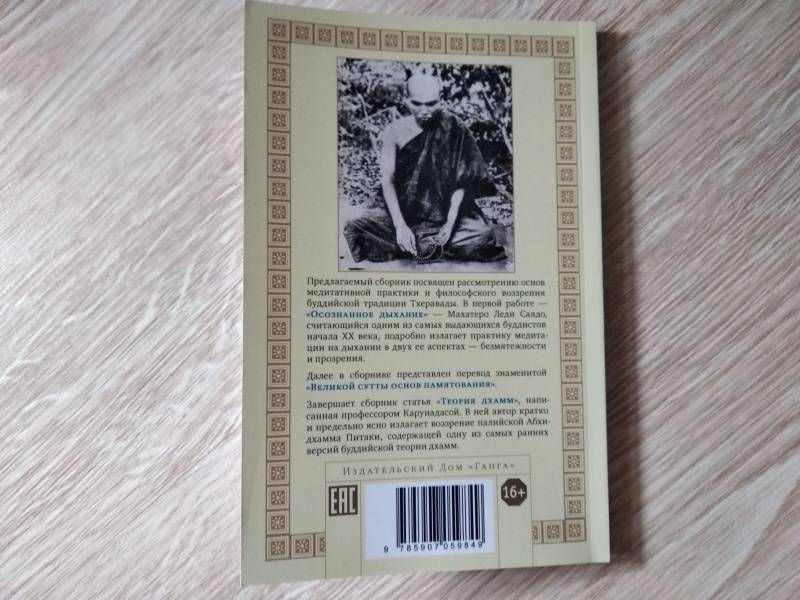 Предлагаемый сборник посвящен рассмотрению основ
медитативной практики и философского воззрения
буддийской традиции Тхеравады. В первой работе —
«Осознанное дыхание» — Махатеро Леди Саядо,
считающийся одним из самых выдающихся буддистов
начала XX века, подробно излагает практику медита-
ции на дыхании в двух ее аспектах — безмятежности
и прозрения.
Далее в сборнике представлен перевод знаменитой
«Великой сутты основ памятования».
Завершает сборник статья «Теория дхамм», напи-
санная профессором Карунадасой. В ней автор кратко
и предельно ясно излагает воззрение палийской Абхи-
дхамма Питаки, содержащей одну из самых ранних
версий буддийской теории дхамм.
Издательский Дом «Ганга»
EAC
16+
9 785907 059849